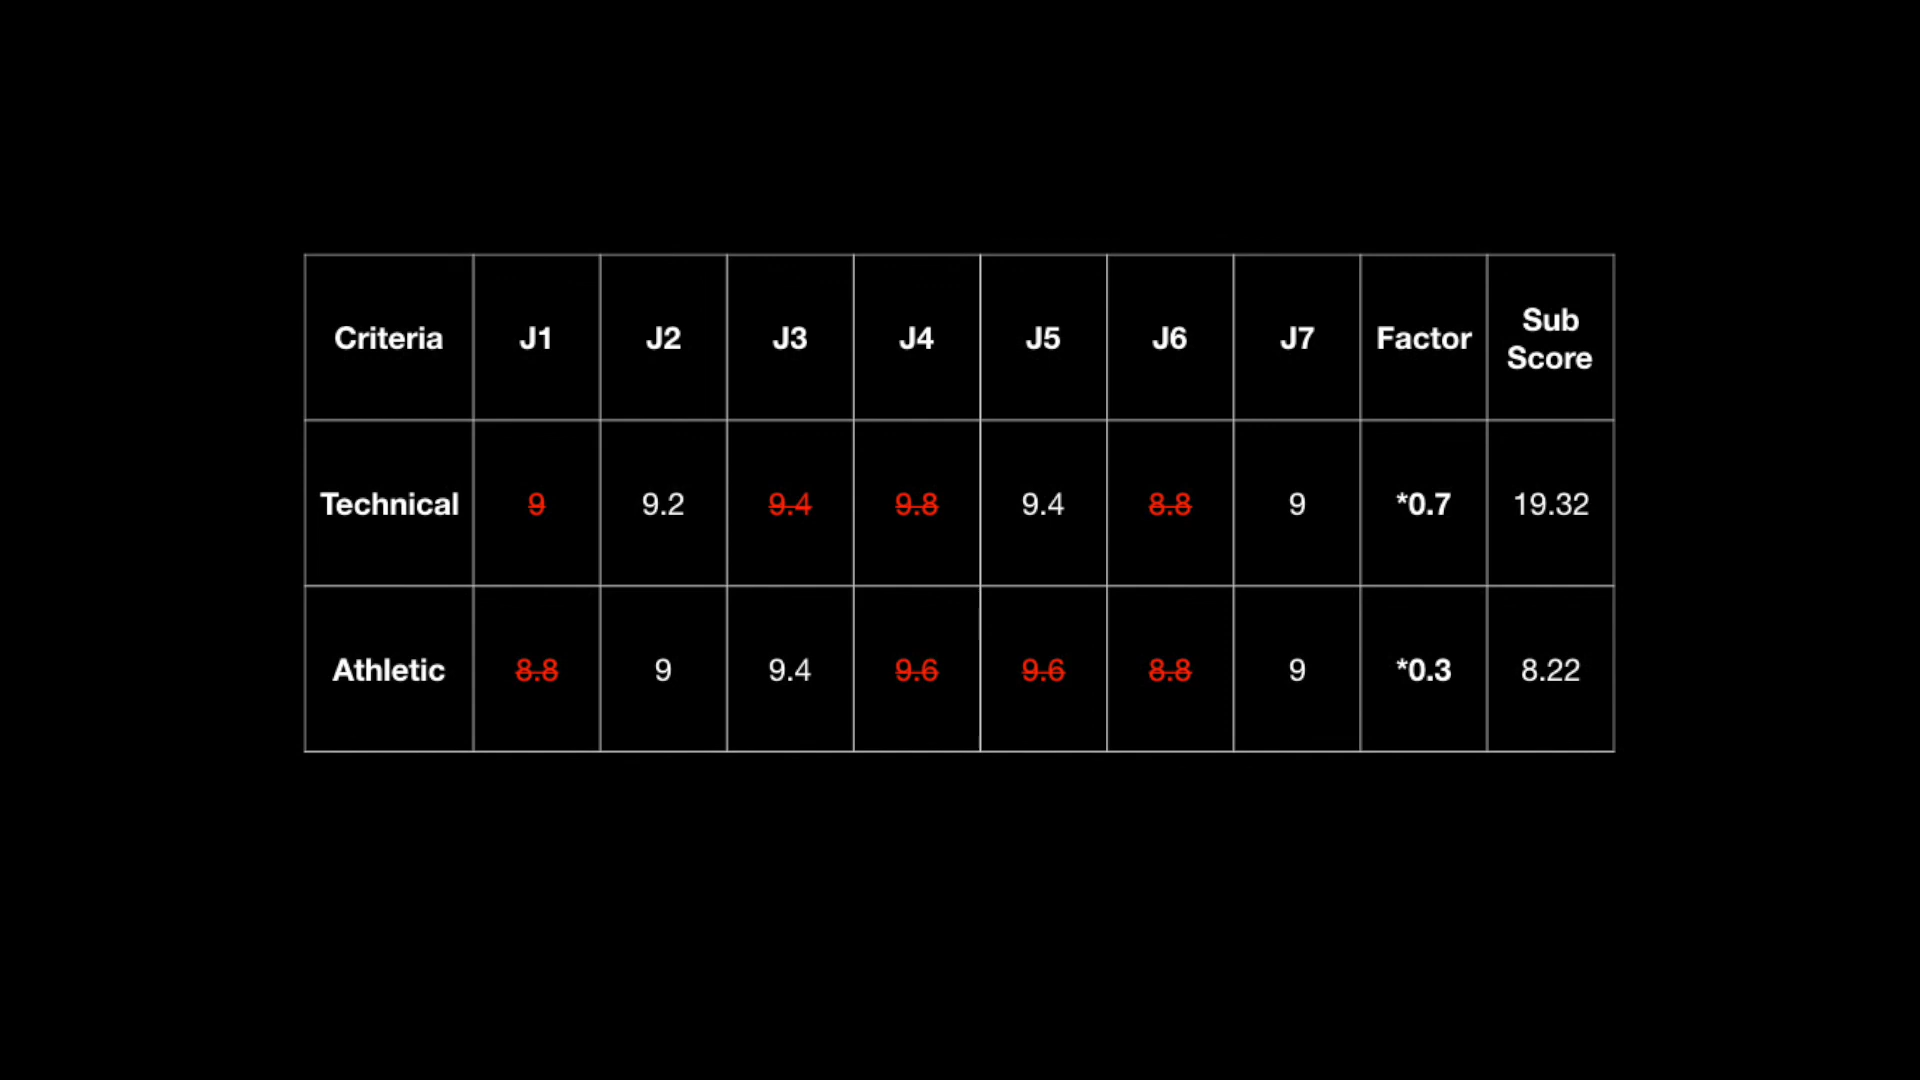 Criteria J1 J2 J3 J4 J5 J6 J7 Factor Sub Score
Technical 9 9.2 9.4 9.8 9.4 8.8 9 *0.7 19.32
Athletic 8.8 9 9.4 9.6 9.6 8.8 9 *0.3 8.22